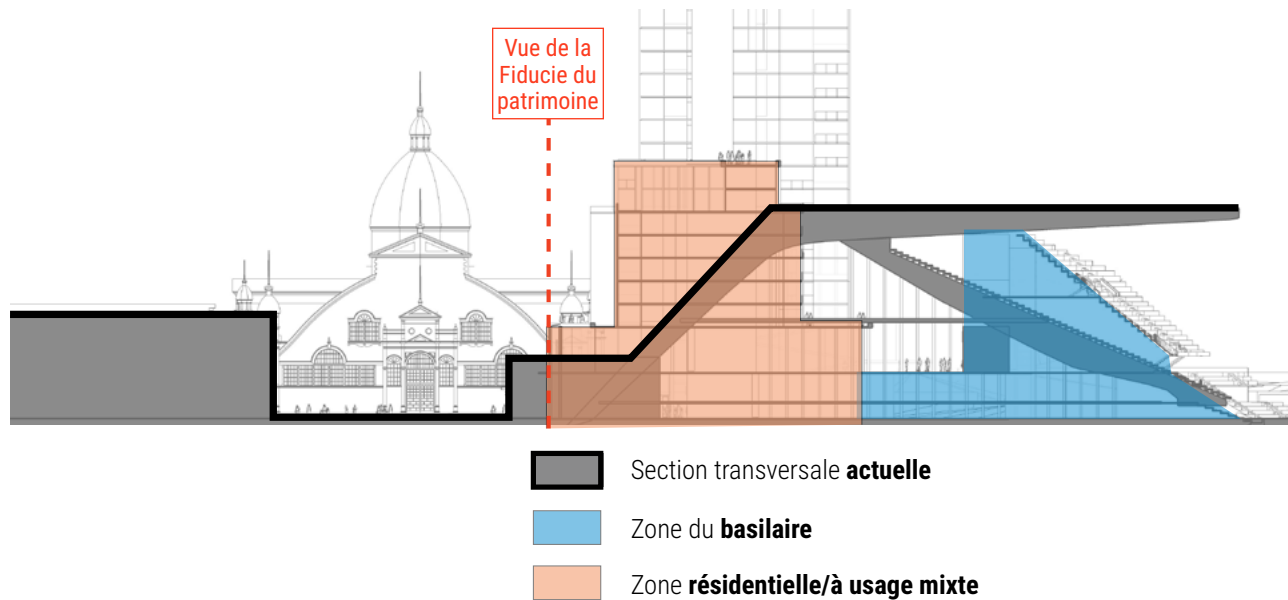 Vue de la
Fiducie du
patrimoine
Section transversale actuelle
Zone du basilaire
Zone résidentielle/à usage mixte